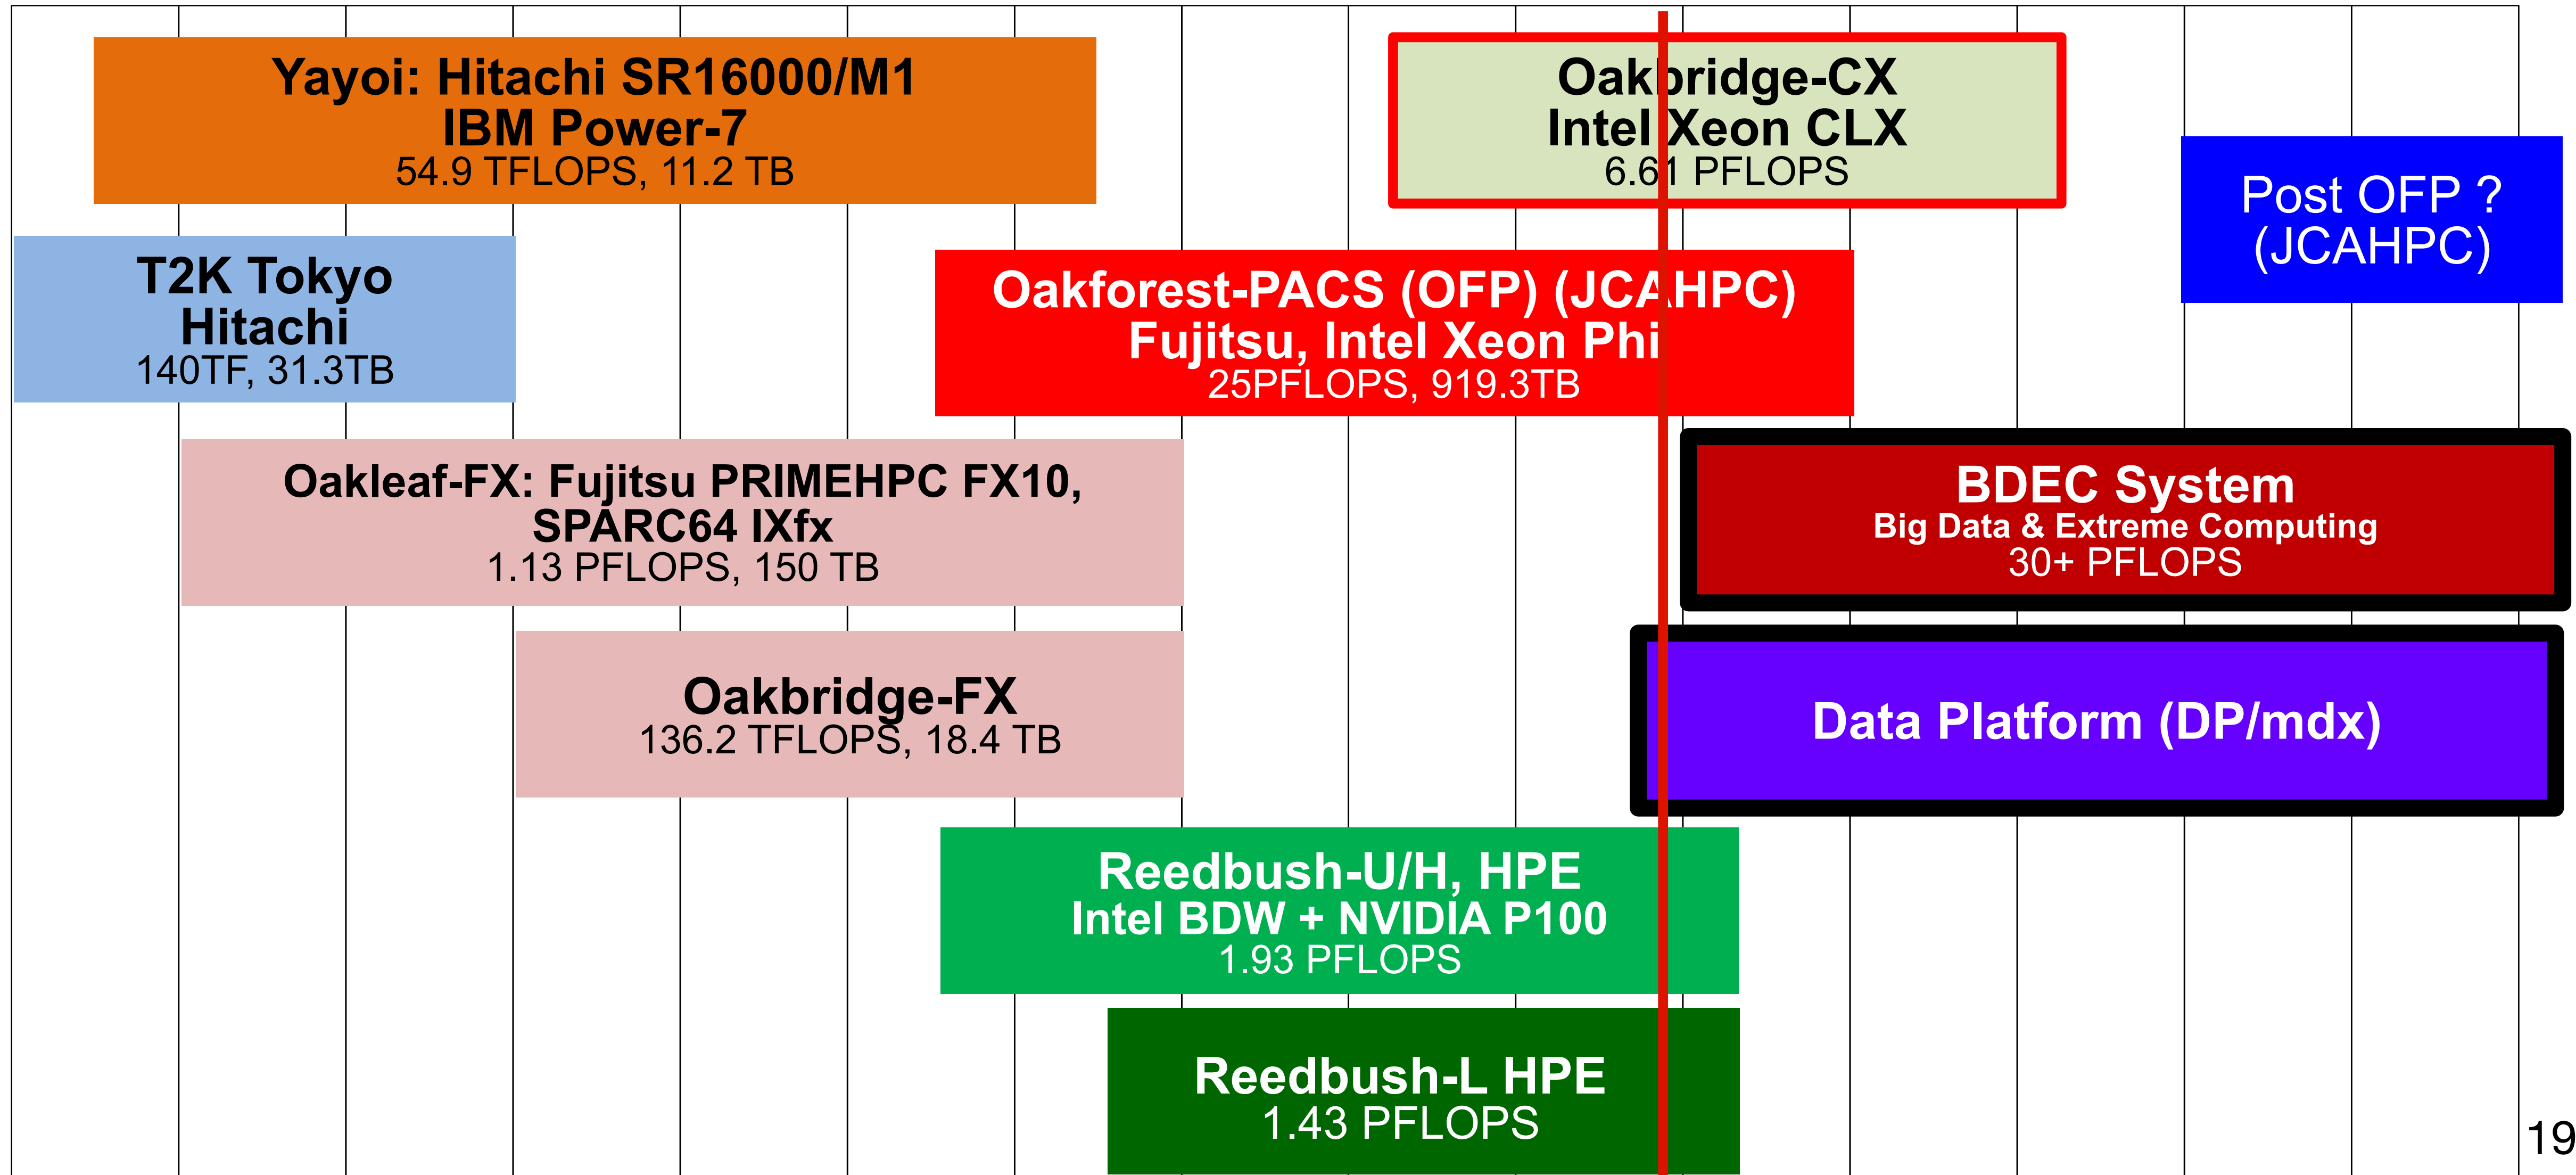 Yayoi: Hitachi SR16000/M1
IBM Power-7
54.9 TFLOPS, 11.2 TB
Oakbridge-CX
Intel Xeon CLX
6.61 PFLOPS
Post OFP ?
(JCAHPC)
T2K Tokyo
Hitachi
140TF, 31.3TB
Oakforest-PACS (OFP) (JCAHPC)
Fujitsu, Intel Xeon Phi
25PFLOPS, 919.3TB
Oakleaf-FX: Fujitsu PRIMEHPC FX10,
SPARC64 IXfx
1.13 PFLOPS, 150 TB
BDEC System
Big Data & Extreme Computing
30+ PFLOPS
Oakbridge-FX
136.2 TFLOPS, 18.4 TB
Data Platform (DP/mdx)
Reedbush-U/H, HPE
Intel BDW + NVIDIA P100
1.93 PFLOPS
Reedbush-L HPE
1.43 PFLOPS
19